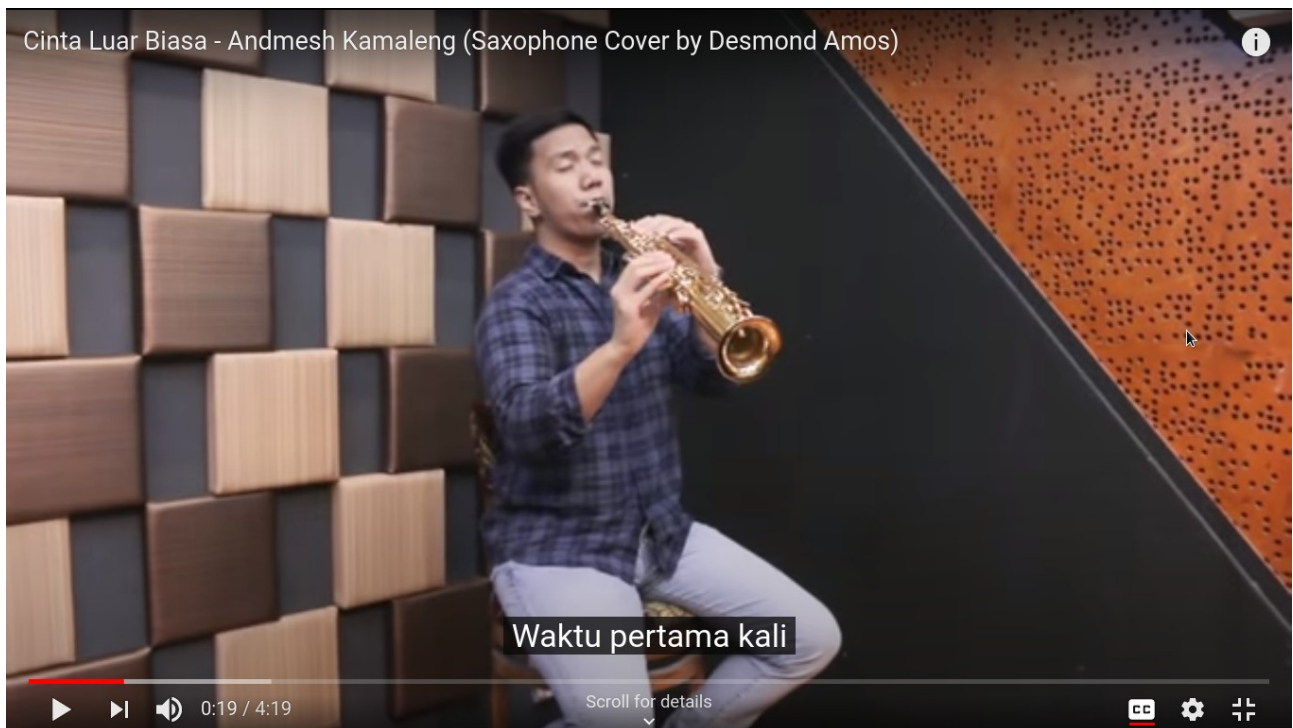 Cinta Luar Biasa - Andmesh Kamaleng (Saxophone Cover by Desmond Amos)
Waktu pertama kali
0:19 / 4:19
Scroll for details
CC